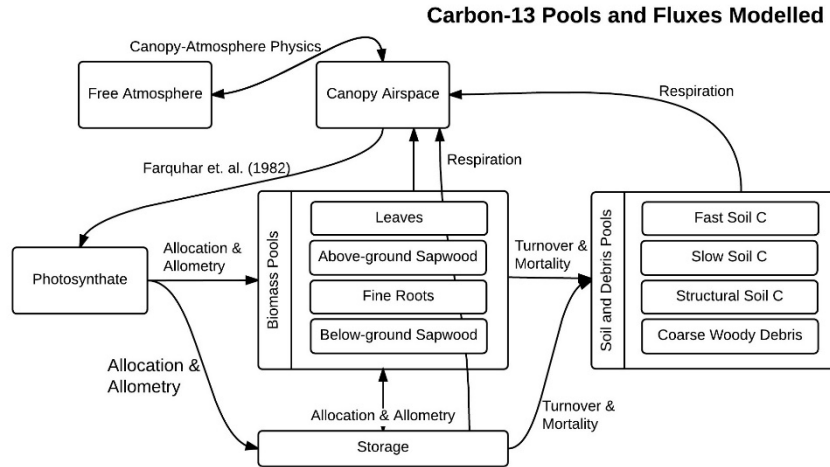 Carbon-13 Pools and Fluxes Modelled
Canopy-Atmosphere Physics
Free Atmosphere
Canopy Airspace
Respiration
Respiration
Farquhar et. al. (1982)
Photosynthate
Allocation &
Allometry
Biomass Pools
Leaves
Above-ground Sapwood
Fine Roots
Below-ground Sapwood
Turnover &
Mortality
Soil and Debris Pools
Fast Soil C
Slow Soil C
Structural Soil C
Coarse Woody Debris
Allocation &
Allometry
Allocation & Allometry
Turnover &
Mortality
Storage